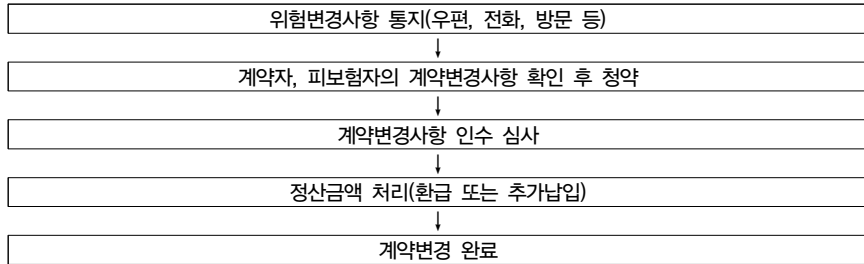 위험변경사항 통지(우편, 전화, 방문 등)
계약자, 피보험자의 계약변경사항 확인 후 청약
계약변경사항 인수 심사
정산금액 처리(환급 또는 추가납입)
계약변경 완료